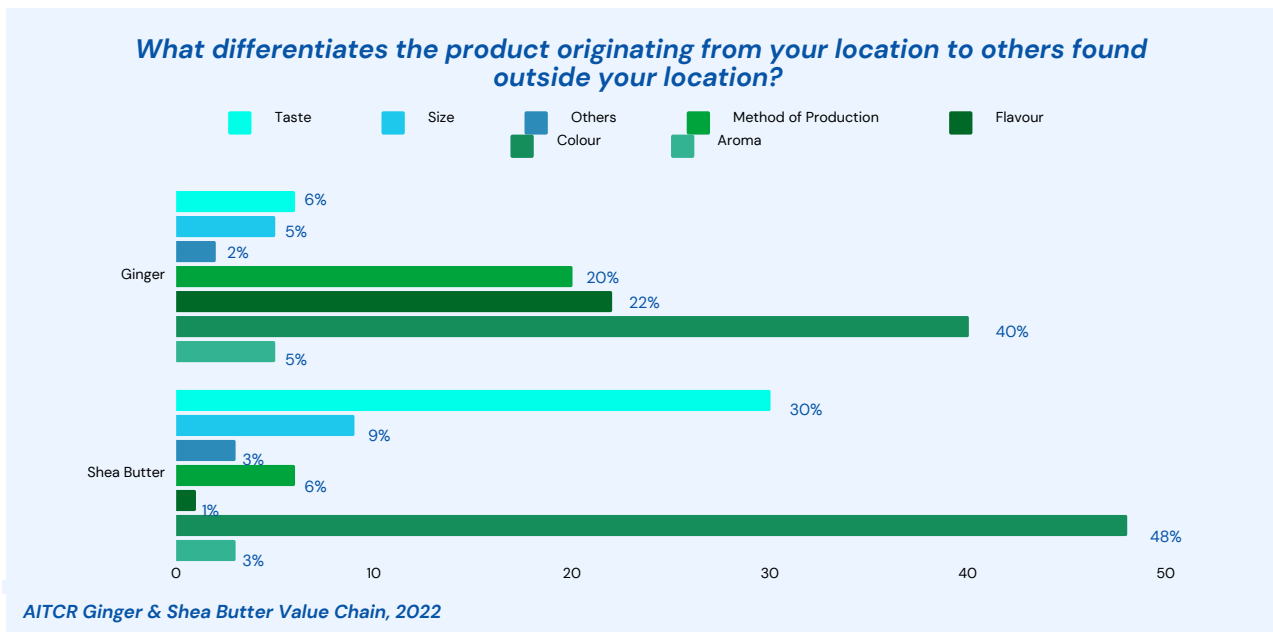 What differentiates the product originating from your location to others found
outside your location?
Taste Size Others Method of Production Flavour
Colour Aroma
6%
5%
2%
Ginger
20%
22%
40%
5%
30%
9%
3%
Shea Butter
6%
1%
48%
3%
0 10 20 30 40 50
AITCR Ginger & Shea Butter Value Chain, 2022